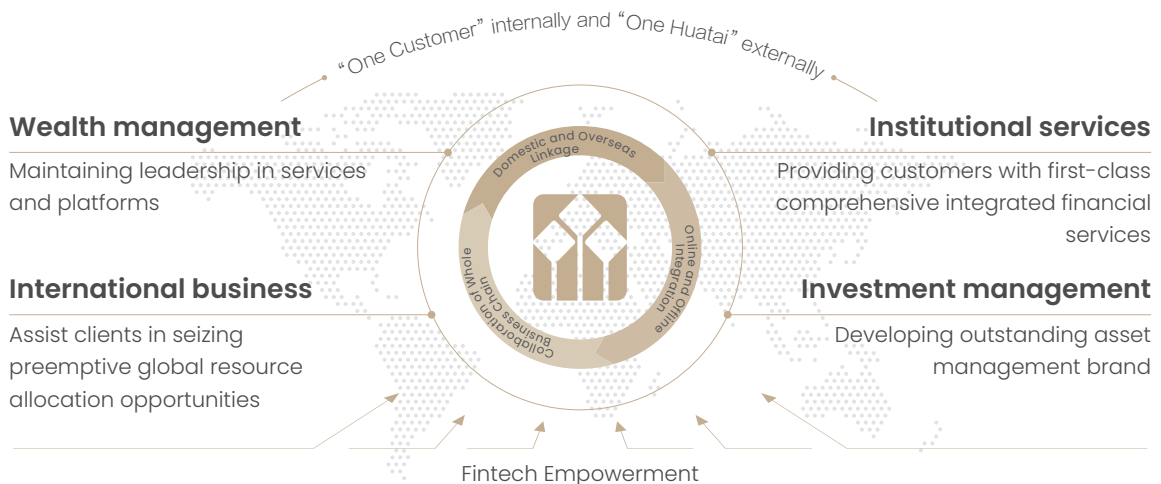 “One Customer” internally and “One Huatai” externally
Wealth management
Maintaining leadership in services
and platforms
Institutional services
Providing customers with first-class
comprehensive integrated financial
services
Domestic and Overseas
Linkage
Online and Offline
Integration
Collaboration of Whole
Business Chain
International business
Assist clients in seizing
preemptive global resource
allocation opportunities
Investment management
Developing outstanding asset
management brand
Fintech Empowerment